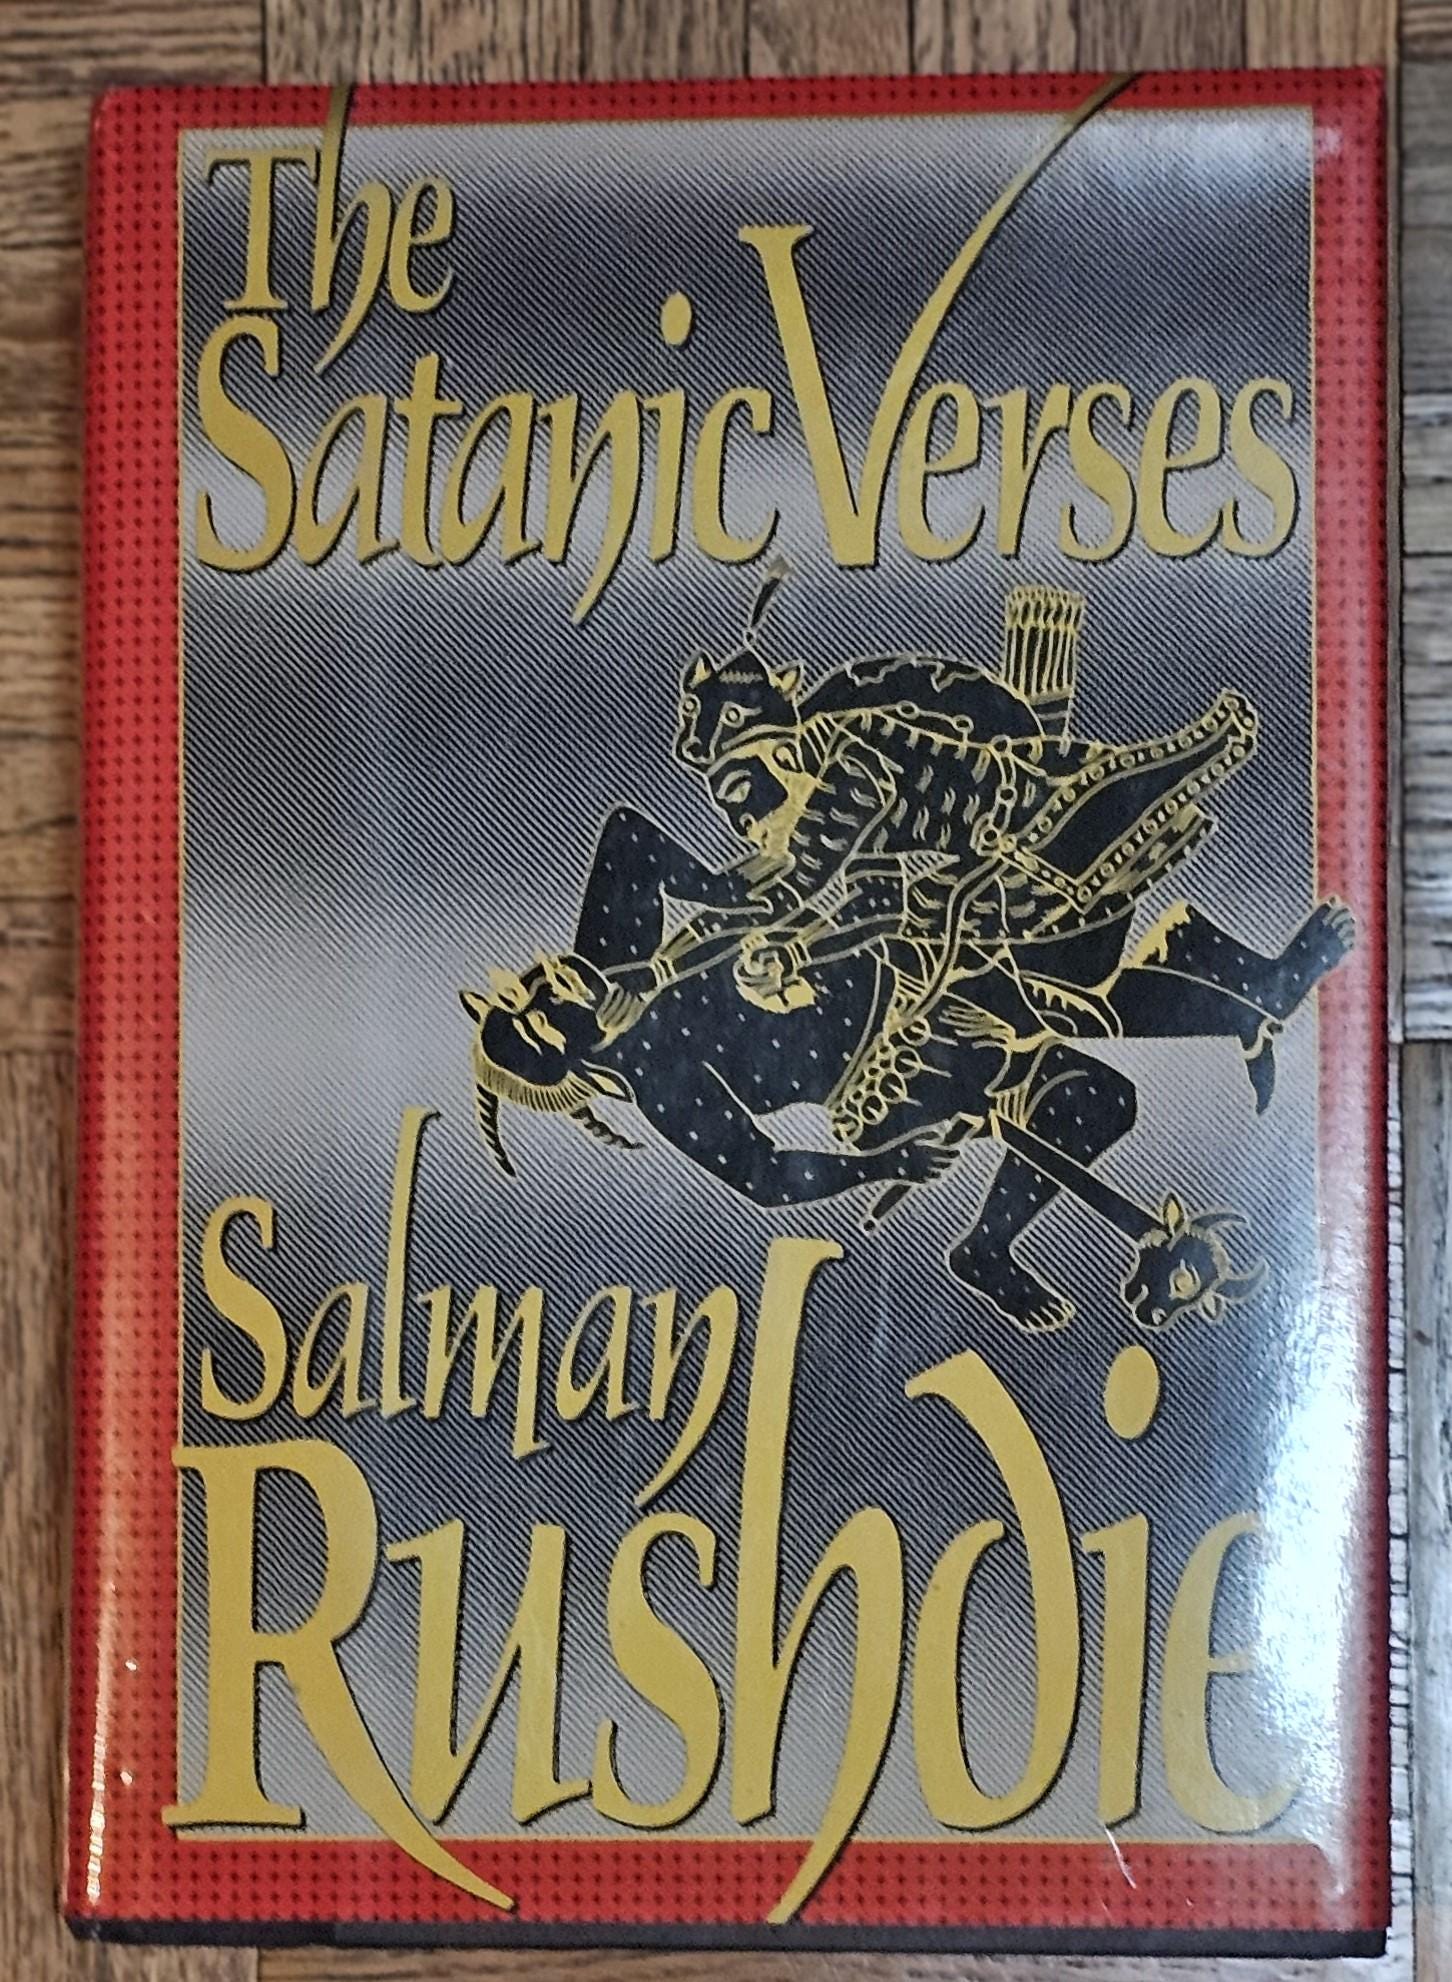 The
Satanic Verses
Salman
Rushdie